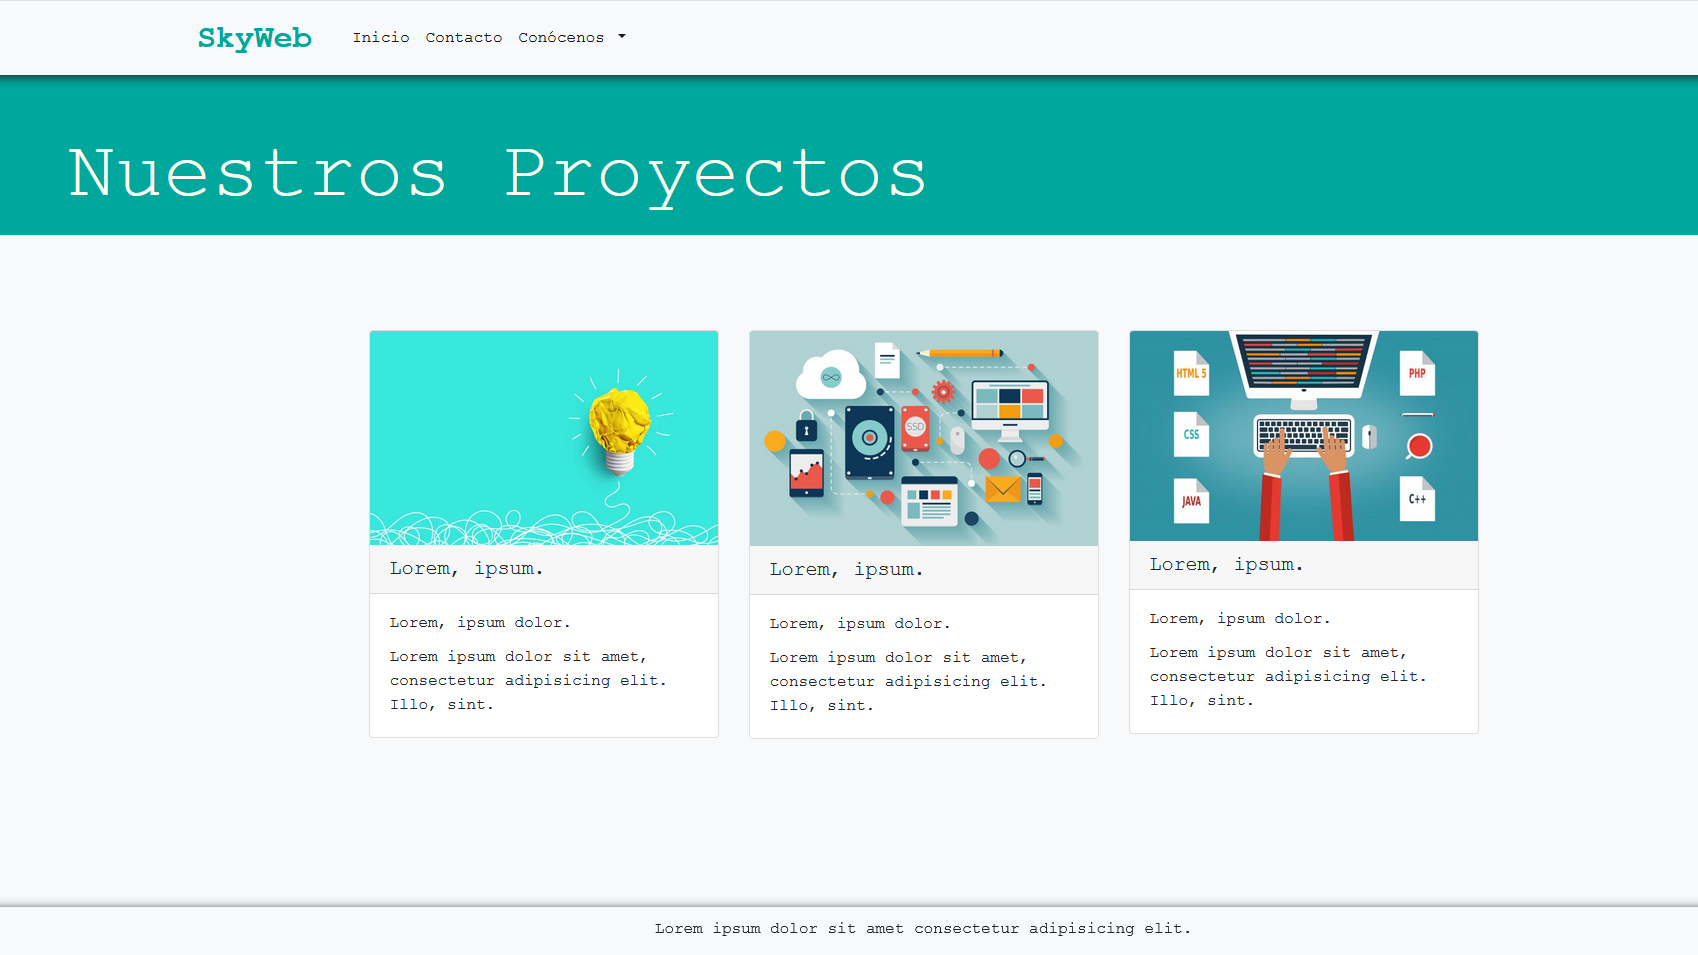 SkyWeb
Inicio Contacto Conócenos
Nuestros Proyectos
SSD
HTML 5
PHP
CSS
JAVA
C++
Lorem, ipsum.
Lorem, ipsum dolor.
Lorem ipsum dolor sit amet,
consectetur adipisicing elit.
Illo, sint.
Lorem, ipsum.
Lorem, ipsum dolor.
Lorem ipsum dolor sit amet,
consectetur adipisicing elit.
Illo, sint.
Lorem, ipsum.
Lorem, ipsum dolor.
Lorem ipsum dolor sit amet,
consectetur adipisicing elit.
Illo, sint.
Lorem ipsum dolor sit amet consectetur adipisicing elit.